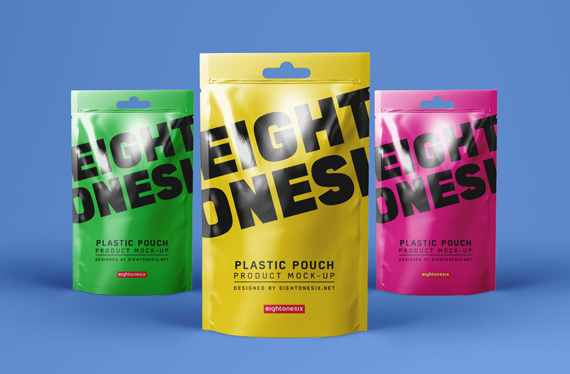 EIGHT
ONESI
PLASTIC POUCH
PRODUCT MOCK-UP
DESIGNED BY EIGHTONESIX.NET
eightonesix
EIGHT
ONESI
PLASTIC POUCH
PRODUCT MOCK-UP
DESIGNED BY EIGHTONESIX.NET
eightonesix
EIGHT
ONESI
PLASTIC POUCH
PRODUCT MOCK-UP
DESIGNED BY EIGHTONESIX.NET
eightonesix